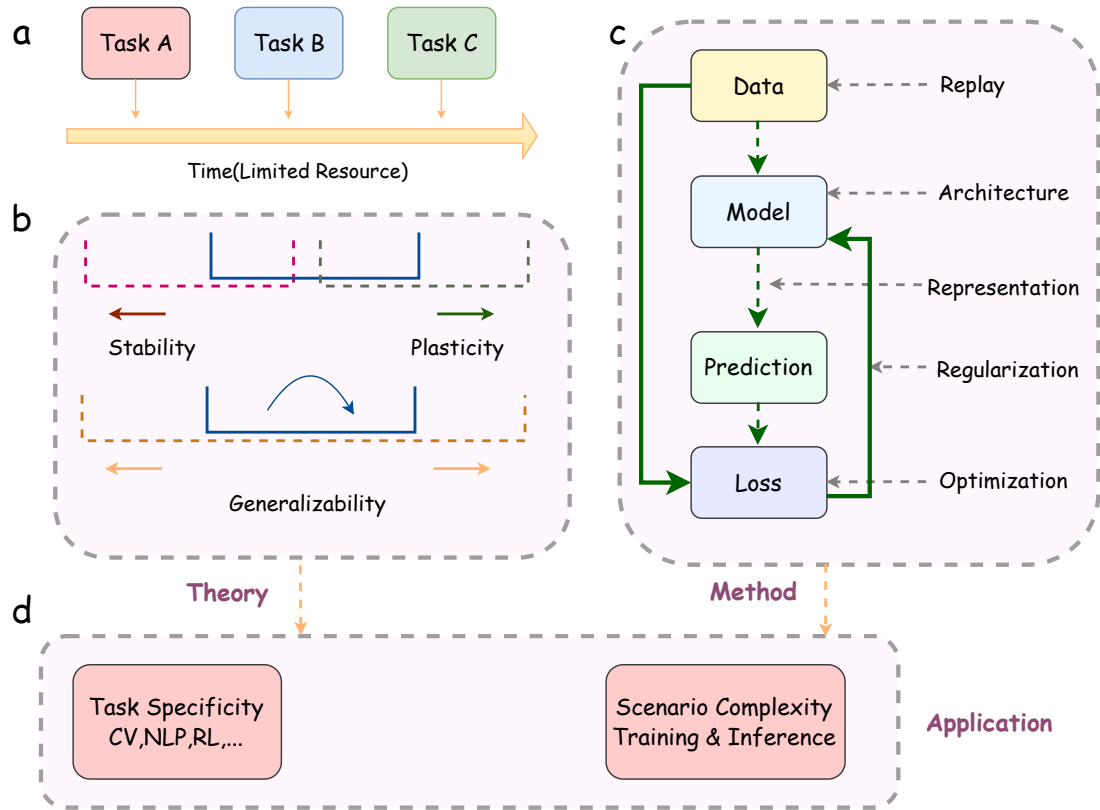 a
Task A
Task B
Task C
Time(Limited Resource)
b
Stability
Plasticity
Generalizability
c
Data
Replay
Model
Architecture
Representation
Prediction
Regularization
Loss
Optimization
Theory
Method
d
Task Specificity
CV,NLP,RL,...
Scenario Complexity
Training & Inference
Application